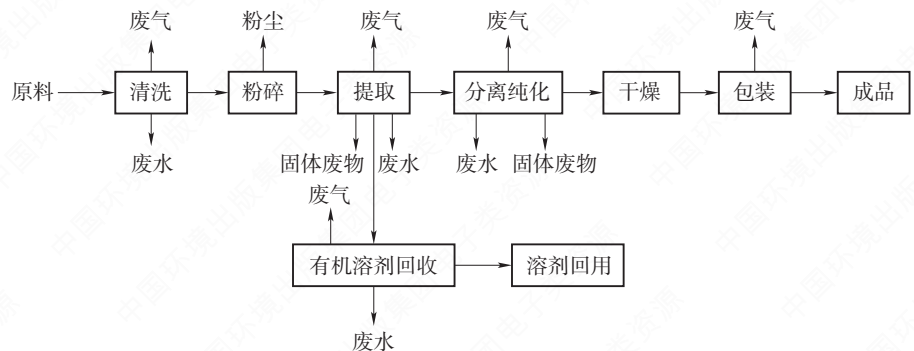 废气 粉尘 废气 废气 废气
原料 清洗 粉碎 提取 分离纯化 干燥 包装 成品
废水 固体废物 废水 废水 固体废物
废气
有机溶剂回收 溶剂回用
废水